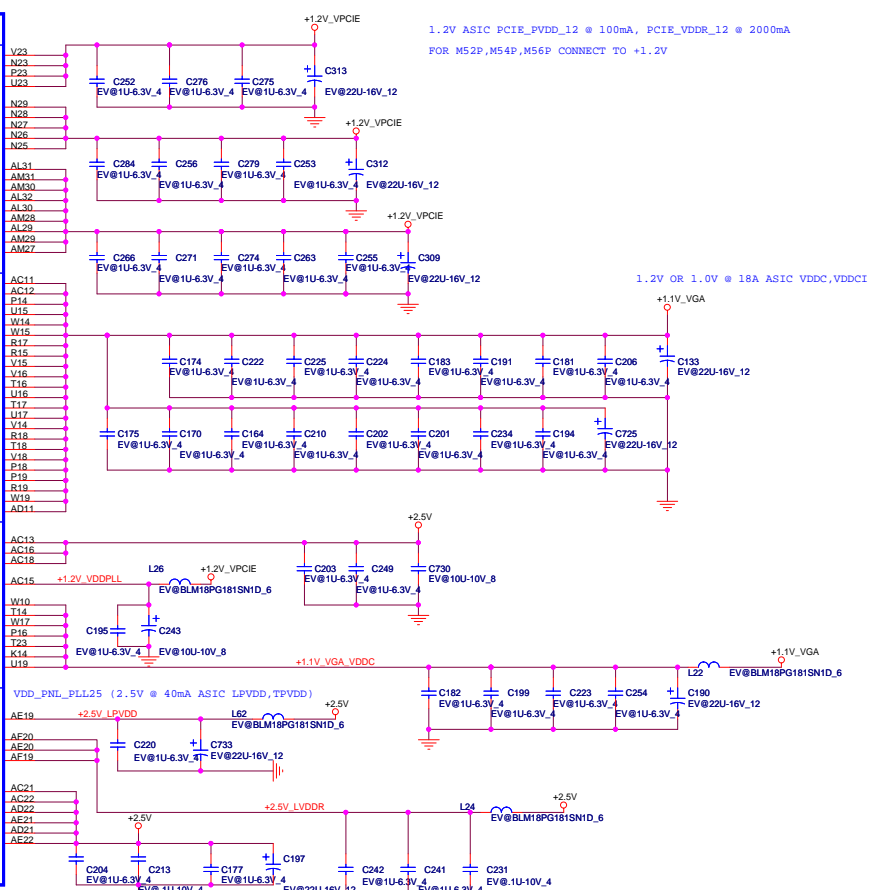 +1.2V_VPCIE
1.2V ASIC PCIE_PVDD_12 @ 100mA, PCIE_VDDR_12 @ 2000mA
FOR M52P,M54P,M56P CONNECT TO +1.2V
V23
N23
P23
U23
C252
EV@1U-6.3V_4
C276
EV@1U-6.3V_4
C275
EV@1U-6.3V_4
C313
EV@22U-16V_12
N29
N28
N27
N26
N25
+1.2V_VPCIE
C284
EV@1U-6.3V_4
C256
EV@1U-6.3V_4
C279
C253
EV@1U-6.3V_4
C312
EV@22U-16V_12
AL31
AM31
AM30
AL32
AL30
AM28
AL29
AM29
AM27
+1.2V_VPCIE
C266
EV@1U-6.3V_4
C271
EV@1U-6.3V_4
C274
EV@1U-6.3V_4
C263
EV@1U-6.3V_4
C255
EV@1U-6.3V_4
C309
EV@22U-16V_12
1.2V OR 1.0V @ 18A ASIC VDDC,VDDCI
+1.1V_VGA
AC11
AC12
P14
U15
W14
W15
R17
R15
V15
V16
T16
U16
T17
U17
V14
R18
T18
V18
P18
P19
R19
W19
AD11
C174
EV@1U-6.3V_4
C222
EV@1U-6.3V_4
C225
EV@1U-6.3V_4
C224
EV@1U-6.3V_4
C183
EV@1U-6.3V_4
C191
EV@1U-6.3V_4
C181
EV@1U-6.3V_4
C206
EV@1U-6.3V_4
C133
EV@22U-16V_12
C175
EV@1U-6.3V_4
C170
EV@1U-6.3V_4
C164
EV@1U-6.3V_4
C210
EV@1U-6.3V_4
C202
EV@1U-6.3V_4
C201
EV@1U-6.3V_4
C234
EV@1U-6.3V_4
C194
EV@1U-6.3V_4
C725
EV@22U-16V_12
+2.5V
AC13
AC16
AC18
C203
EV@1U-6.3V_4
C249
EV@1U-6.3V_4
C730
EV@10U-10V_8
AC15
+1.2V_VDDPLL
L26
+1.2V_VPCIE
EV@BLM18PG181SN1D_6
W10
T14
W17
P16
T23
K14
U19
C195
EV@1U-6.3V_4
C243
EV@10U-10V_8
+1.1V_VGA_VDDC
+1.1V_VGA
L22
EV@BLM18PG181SN1D_6
C182
EV@1U-6.3V_4
C199
EV@1U-6.3V_4
C223
EV@1U-6.3V_4
C254
EV@1U-6.3V_4
C190
EV@22U-16V_12
VDD_PNL_PLL25 (2.5V @ 40mA ASIC LPVDD,TPVDD)
AE19
+2.5V_LPVDD
L62
+2.5V
EV@BLM18PG181SN1D_6
AF20
AE20
AF19
C220
EV@1U-6.3V_4
C733
EV@22U-16V_12
AC21
AC22
AD22
AE21
AD21
AE22
+2.5V_LVDDR
L24
+2.5V
EV@BLM18PG181SN1D_6
+2.5V
C204
EV@1U-6.3V_4
C213
C177
EV@1U-6.3V_4
C197
C242
EV@1U-6.3V_4
C241
EV@1U-6.3V_4
C231
EV@.1U-10V_4